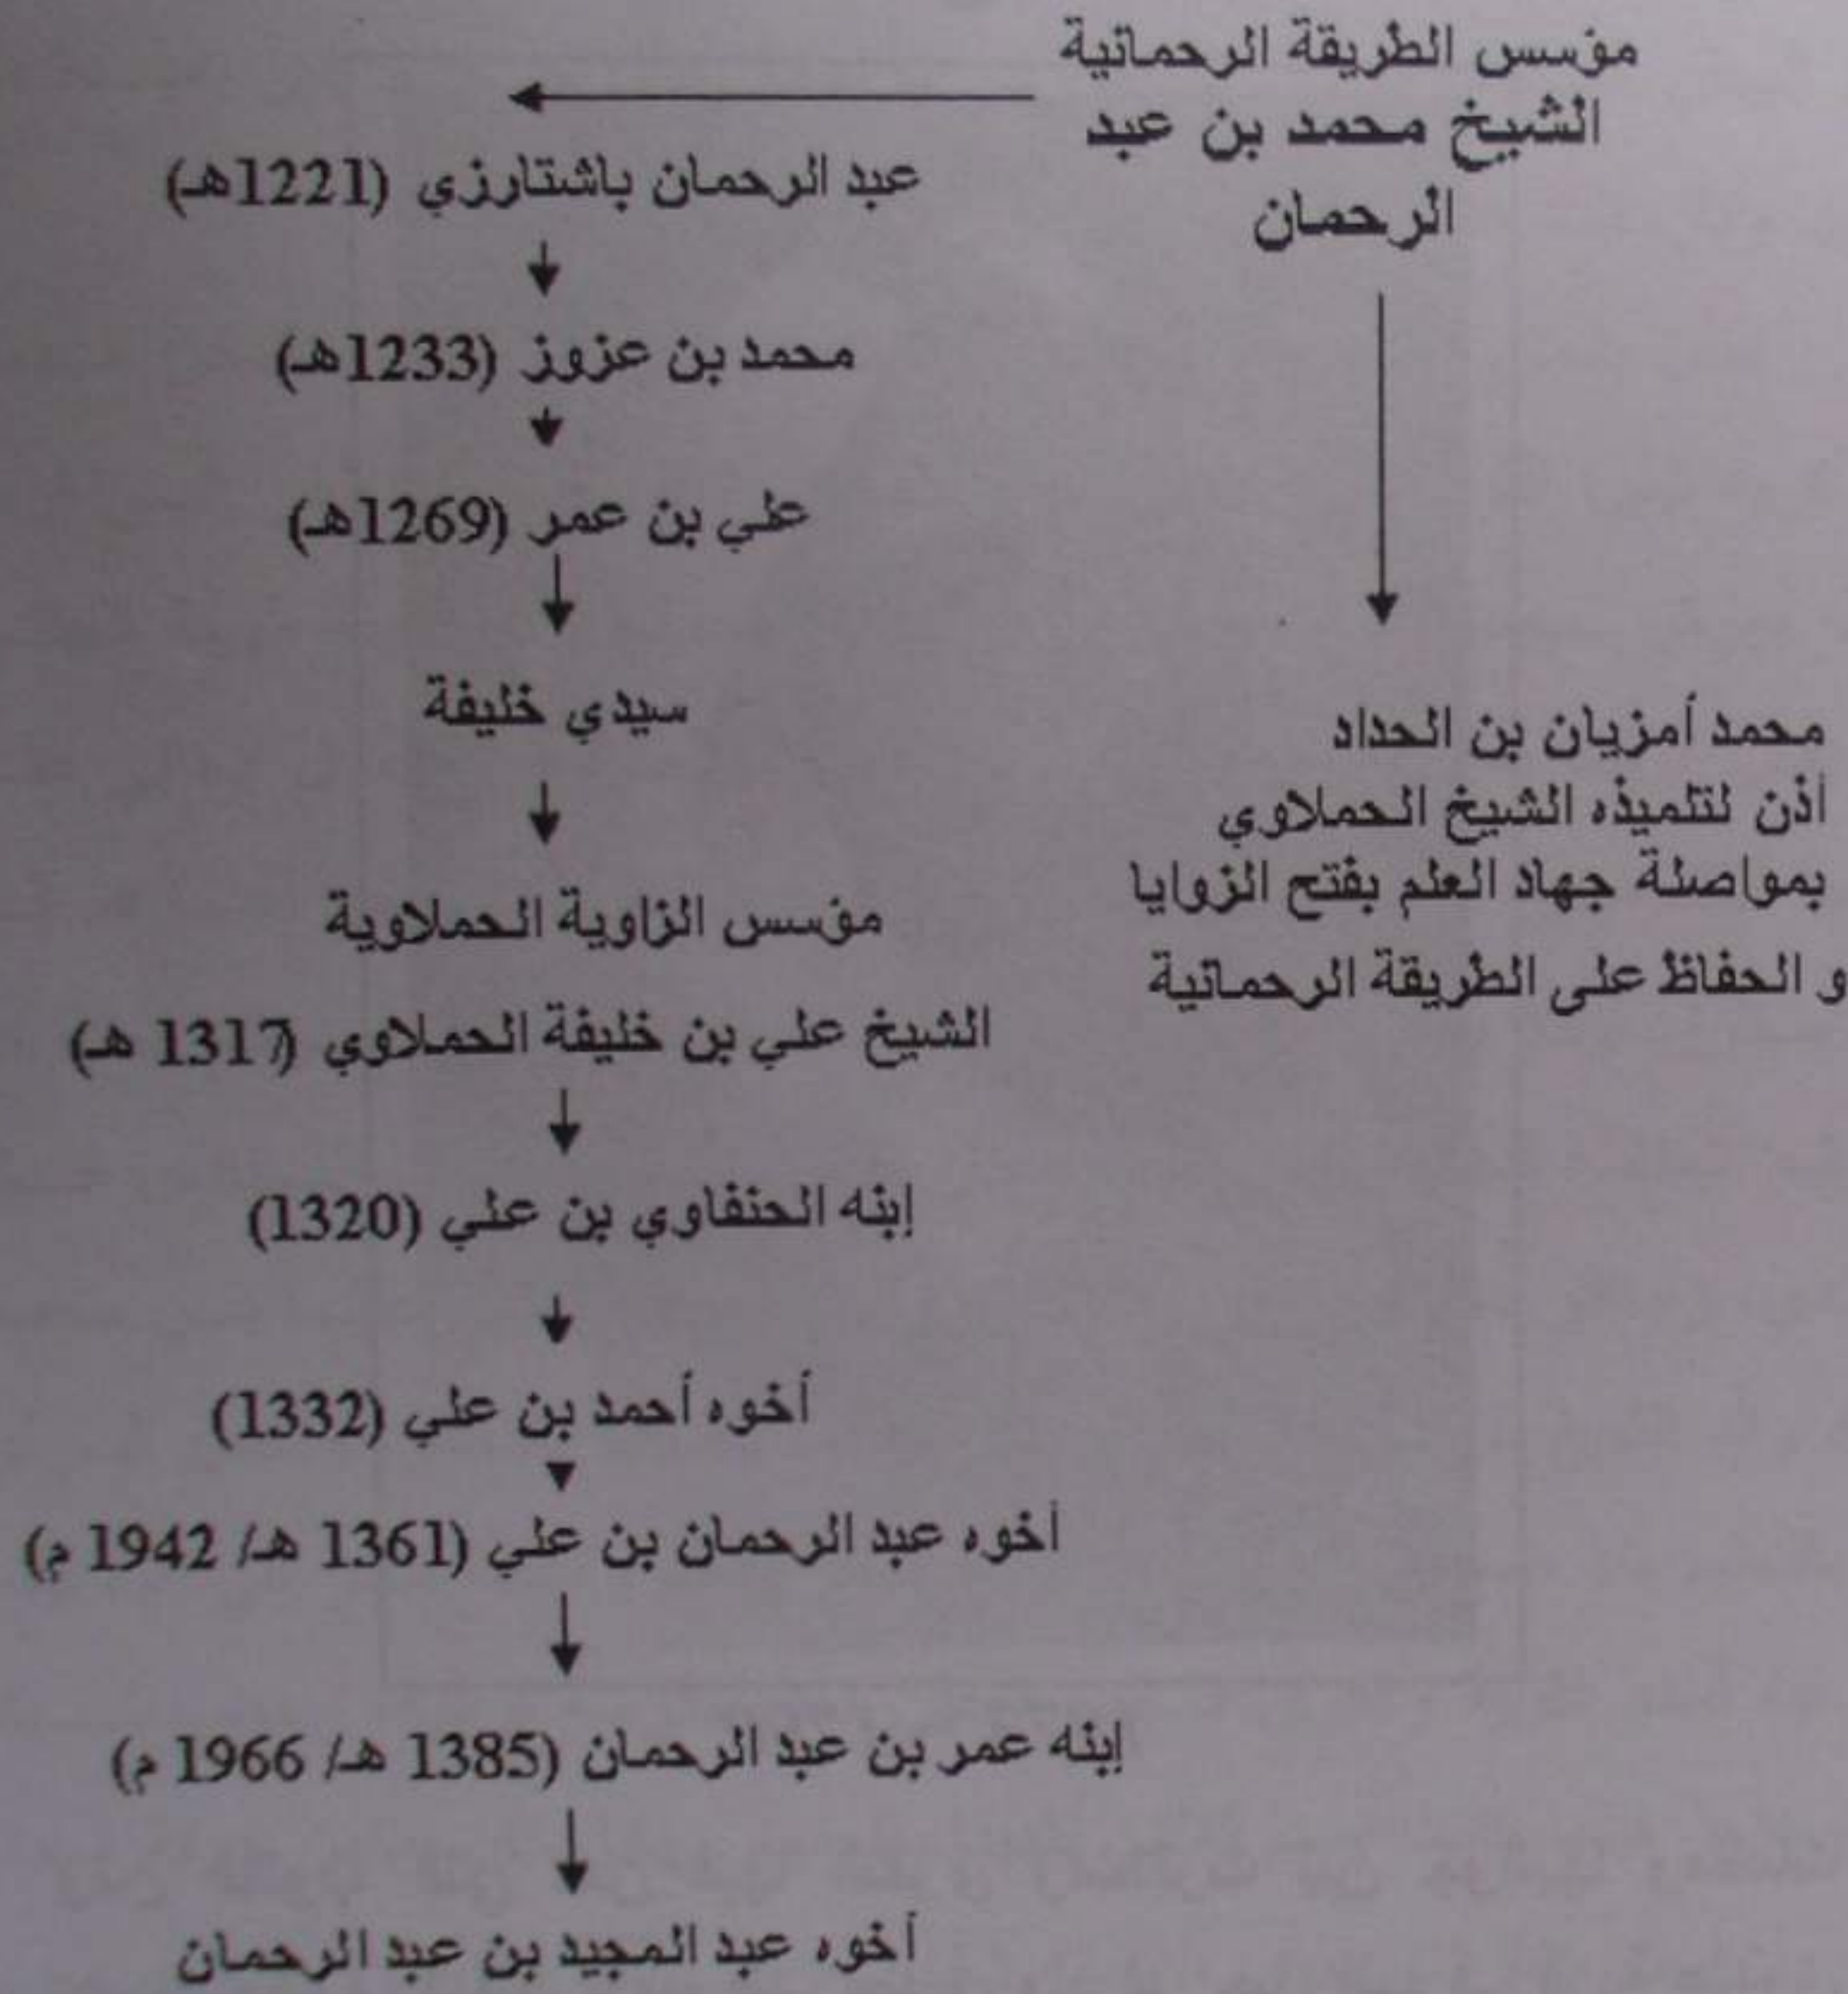 مؤسس الطريقة الرحمانية
الشيخ محمد بن عبد
الرحمان
محمد أمزيان بن الحداد
أذن لتلميذه الشيخ الحملاوي
بمواصلة جهاد العلم بفتح الزوايا
و الحفاظ على الطريقة الرحمانية
عبد الرحمان باشتارزي (1221هـ)
محمد بن عزوز (1233هـ)
علي بن عمر (1269هـ)
سيدي خليفة
مؤسس الزاوية الحملاوية
الشيخ علي بن خليفة الحملاوي (1317 هـ)
إبنه الحنفاوي بن علي (1320)
أخوه أحمد بن علي (1332)
أخوه عبد الرحمان بن علي (1361 هـ/ 1942 م)
إبنه عمر بن عبد الرحمان (1385 هـ/ 1966 م)
أخوه عبد المجيد بن عبد الرحمان